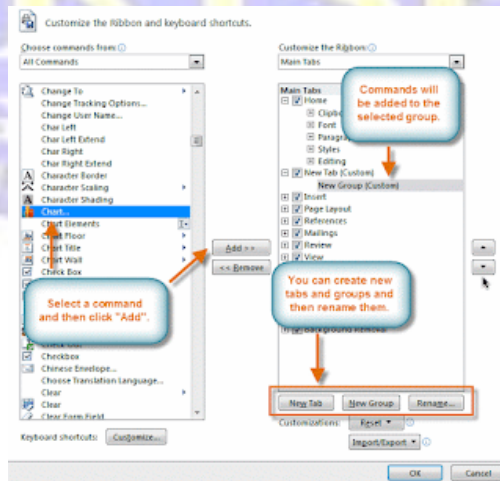 Customize the Ribbon and keyboard shortcuts.
Choose commands from:
All Commands
Change To
Change Tracking Options...
Change User Name...
Char Left
Char Left Extend
Char Right
Char Right Extend
Character Border
Character Scaling
Character Shading
Chart...
Chart Elements
Chart Floor
Chart Title
Chart Wall
Check Box
Select a command
and then click "Add".
Checkbox
Chinese Envelope...
Choose Translation Language...
Clear
Clear
Clear Form Field
Keyboard shortcuts: Customize...
Add >>
<< Remove
Customize the Ribbon:
Main Tabs
Main Tabs
Home
Font
Styles
Editing
New Tab (Custom)
New Group (Custom)
Insert
Page Layout
References
Mailings
Review
View
Commands will
be added to the
selected group.
You can create new
tabs and groups and
then rename them.
Background Removal
New Tab New Group Rename...
Customizations: Reset
Import/Export
OK Cancel